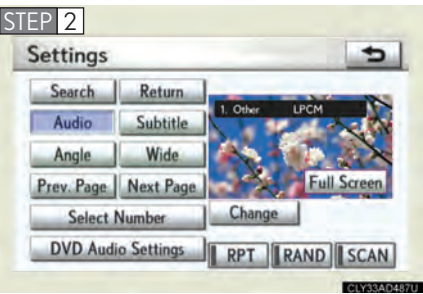 STEP 2
Settings
Search Return
1. Other LPCM
Audio Subtitle
Angle Wide
Prev. Page Next Page Full Screen
Select Number Change
DVD Audio Settings RPT RAND SCAN
CLY33AD487U